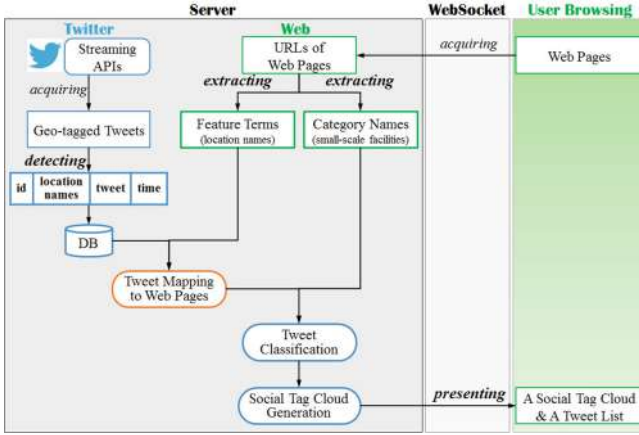 Server
WebSocket
User Browsing
Twitter
Web
Streaming
APIs
URLs of
Web Pages
acquiring
Web Pages
acquiring
extracting
extracting
Geo-tagged Tweets
Feature Terms
(location names)
Category Names
(small-scale facilities)
detecting
id
location
names
tweet
time
DB
Tweet Mapping
to Web Pages
Tweet
Classification
Social Tag Cloud
Generation
presenting
A Social Tag Cloud
& A Tweet List